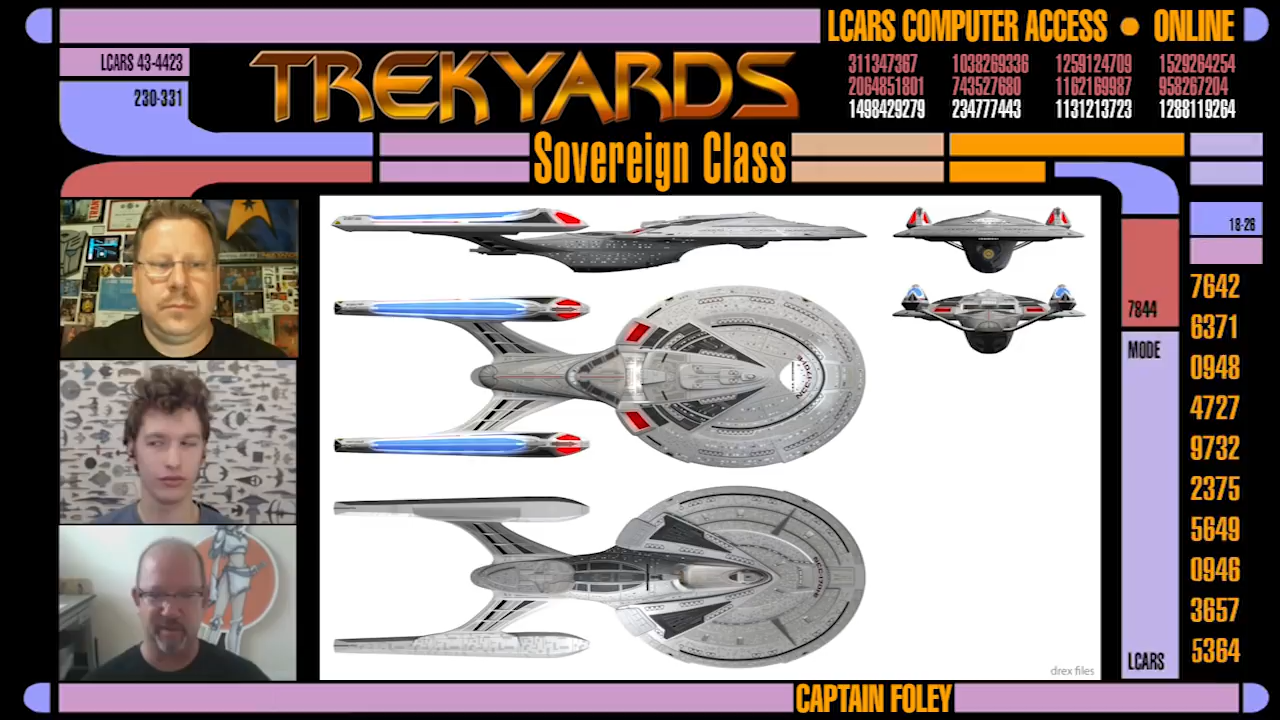 LCARS COMPUTER ACCESS • ONLINE
LCARS 43-4423
TREKYARDS
311347367 1038269336 1259124709 1529264254
2064851801 743527680 1162169987 958267204
1498429279 234777443 1131213723 1288119264
230-331
Sovereign Class
18-26
7844
MODE
7642
6371
0948
4727
9732
2375
5649
0946
3657
5364
LCARS
drex files
CAPTAIN FOLEY